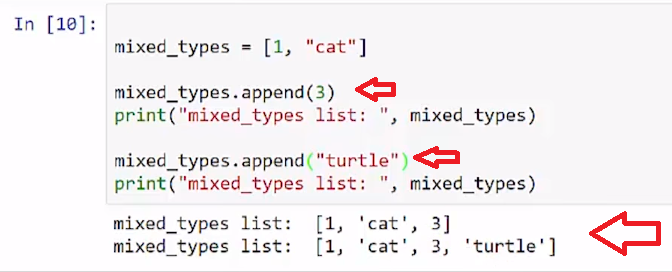 In [10]:
mixed_types = [1, "cat"]
mixed_types.append(3)
print("mixed_types list: ", mixed_types)
mixed_types.append("turtle")
print("mixed_types list: ", mixed_types)
mixed_types list:  [1, 'cat', 3]
mixed_types list:  [1, 'cat', 3, 'turtle']